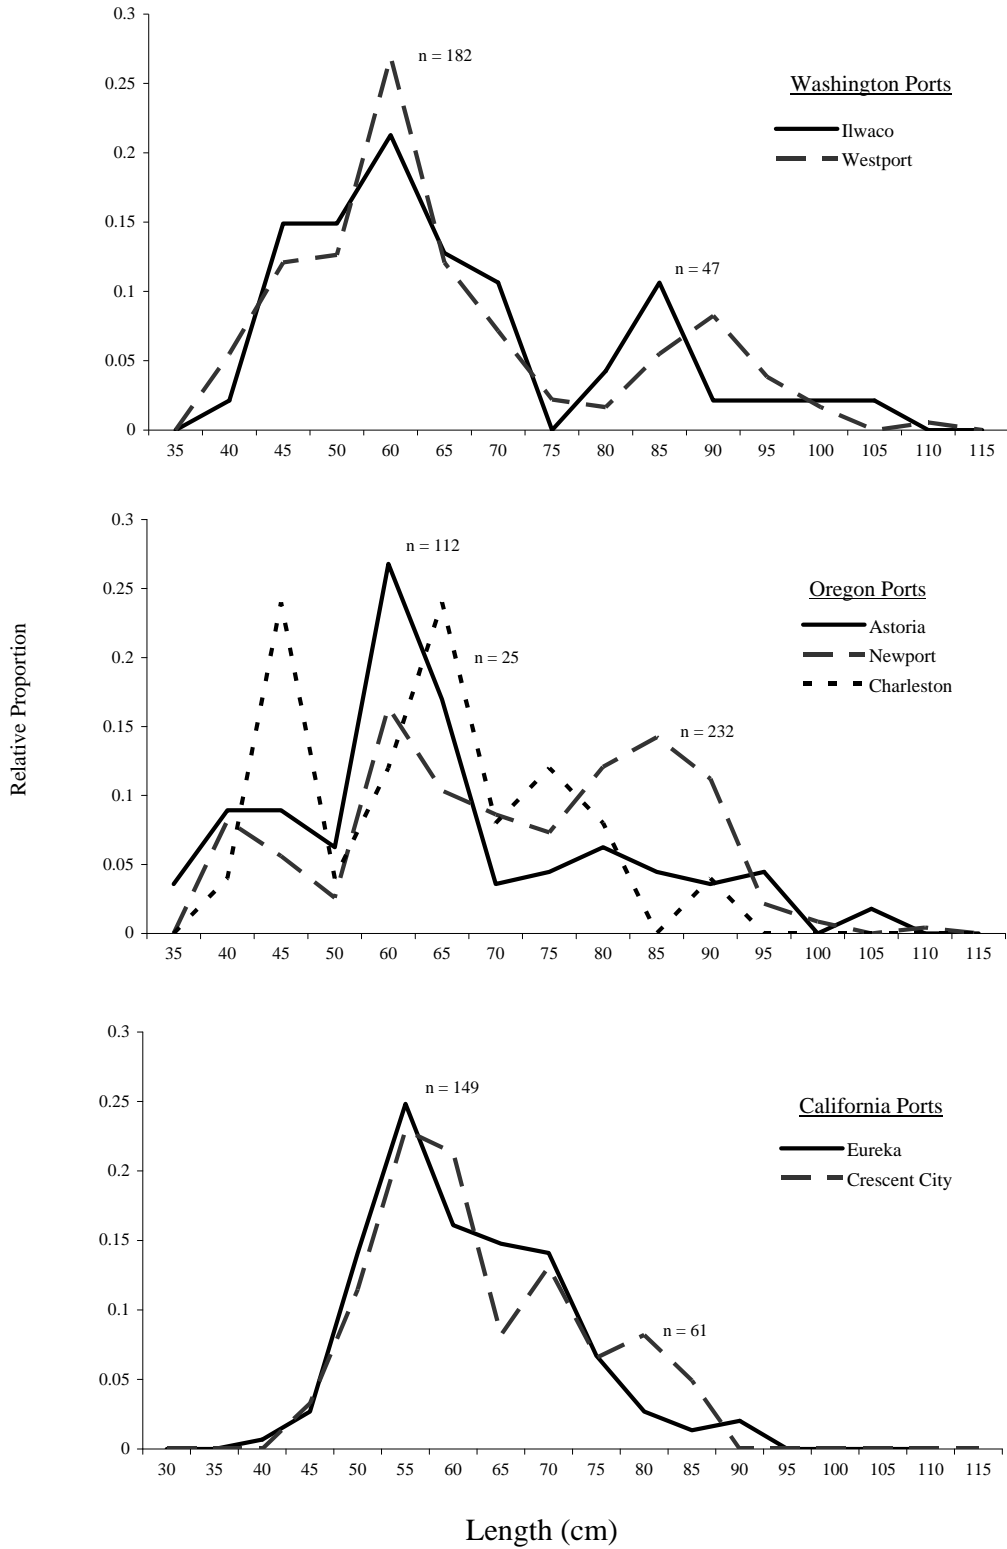 0.3
n = 182
0.25
Washington Ports
Ilwaco
0.2
Westport
0.15
n = 47
0.1
0.05
0
35 40 45 50 60 65 70 75 80 85 90 95 100 105 110 115
0.3
n = 112
0.25
Oregon Ports
Astoria
0.2
n = 25
Newport
Charleston
0.15
n = 232
0.1
0.05
0
35 40 45 50 60 65 70 75 80 85 90 95 100 105 110 115
Relative Proportion
0.3
n = 149
0.25
California Ports
Eureka
0.2
Crescent City
0.15
0.1
n = 61
0.05
0
30 35 40 45 55 60 65 70 75 80 85 90 95 100 105 110 115
Length (cm)